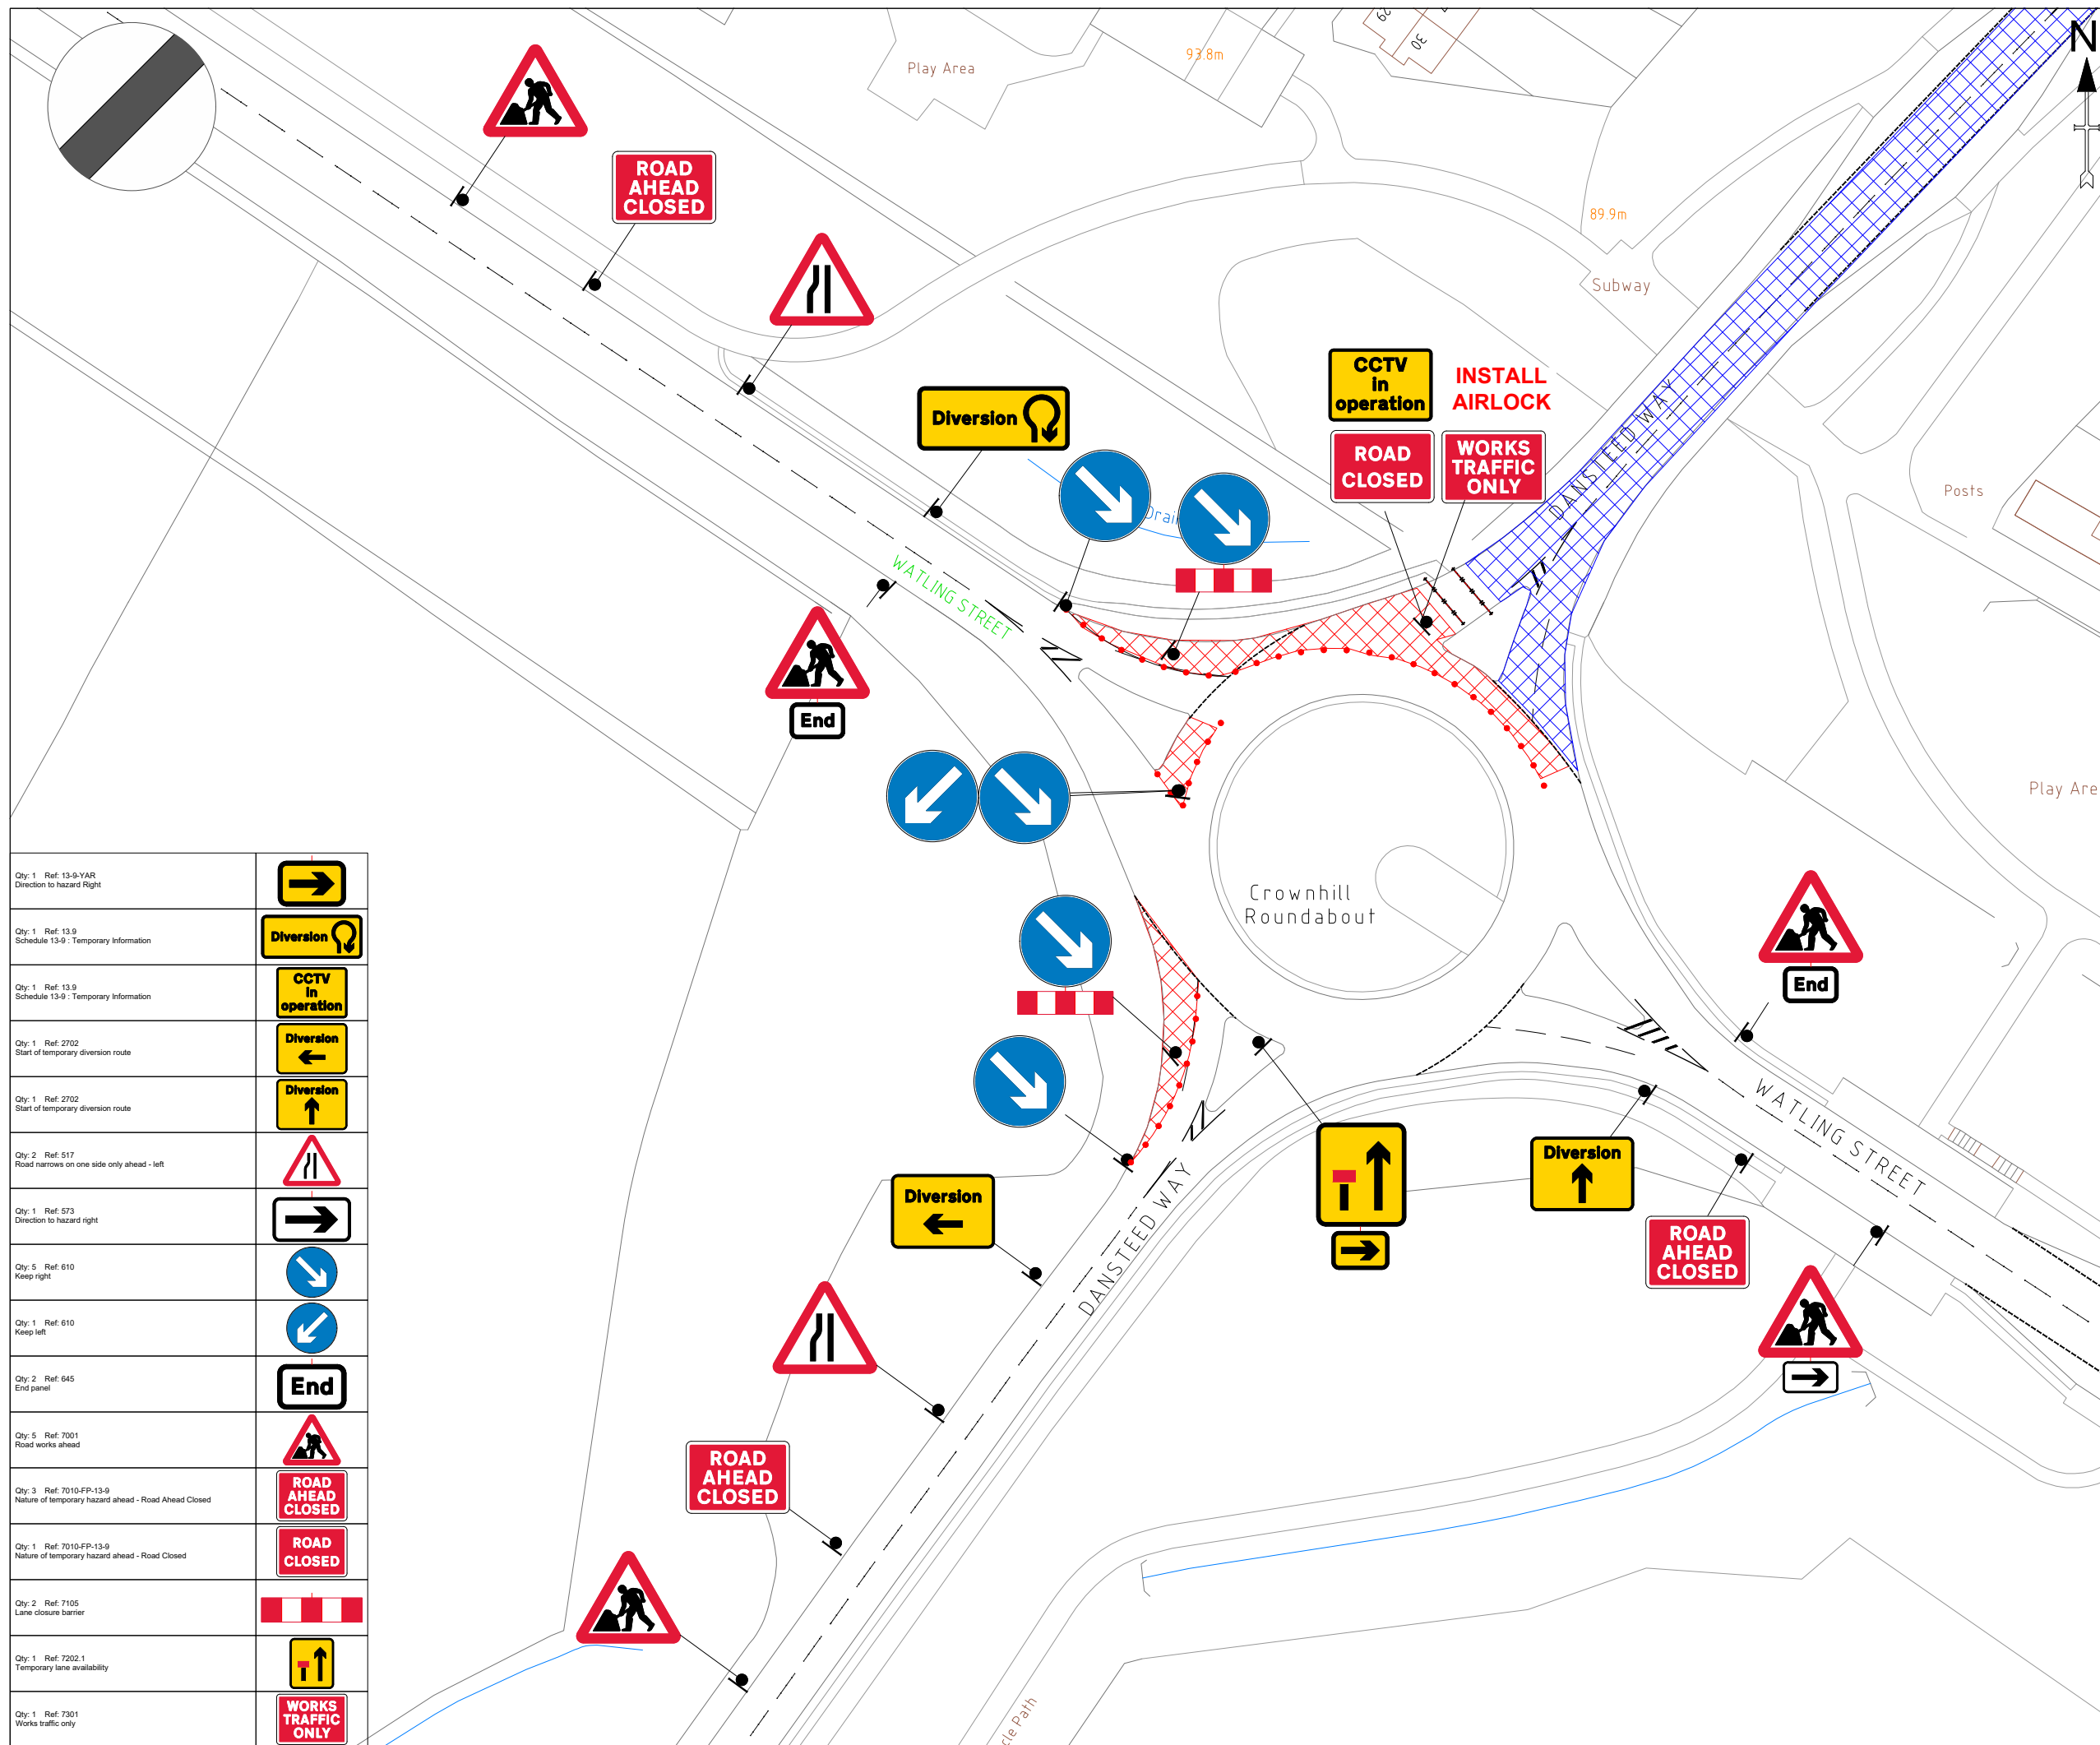 N
29
30
93.8m
Play Area
ROAD
AHEAD
CLOSED
89.9m
Subway
CCTV
in
operation
INSTALL
AIRLOCK
Diversion
ROAD
CLOSED
WORKS
TRAFFIC
ONLY
DANSTEED WAY
Posts
WATLING STREET
End
Play Are
Crownhill
Roundabout
End
WATLING STREET
Diversion
Diversion
DANSTEED WAY
ROAD
AHEAD
CLOSED
ROAD
AHEAD
CLOSED
cle Path
Qty: 1 Ref: 13-9-YAR
Direction to hazard Right
Qty: 1 Ref: 13.9
Schedule 13-9 : Temporary Information
Diversion
Qty: 1 Ref: 13.9
Schedule 13-9 : Temporary Information
CCTV
in
operation
Qty: 1 Ref: 2702
Start of temporary diversion route
Diversion
Qty: 1 Ref: 2702
Start of temporary diversion route
Diversion
Qty: 2 Ref: 517
Road narrows on one side only ahead - left
Qty: 1 Ref: 573
Direction to hazard right
Qty: 5 Ref: 610
Keep right
Qty: 1 Ref: 610
Keep left
Qty: 2 Ref: 645
End panel
End
Qty: 5 Ref: 7001
Road works ahead
Qty: 3 Ref: 7010-FP-13-9
Nature of temporary hazard ahead - Road Ahead Closed
ROAD
AHEAD
CLOSED
Qty: 1 Ref: 7010-FP-13-9
Nature of temporary hazard ahead - Road Closed
ROAD
CLOSED
Qty: 2 Ref: 7105
Lane closure barrier
Qty: 1 Ref: 7202.1
Temporary lane availability
Qty: 1 Ref: 7301
Works traffic only
WORKS
TRAFFIC
ONLY